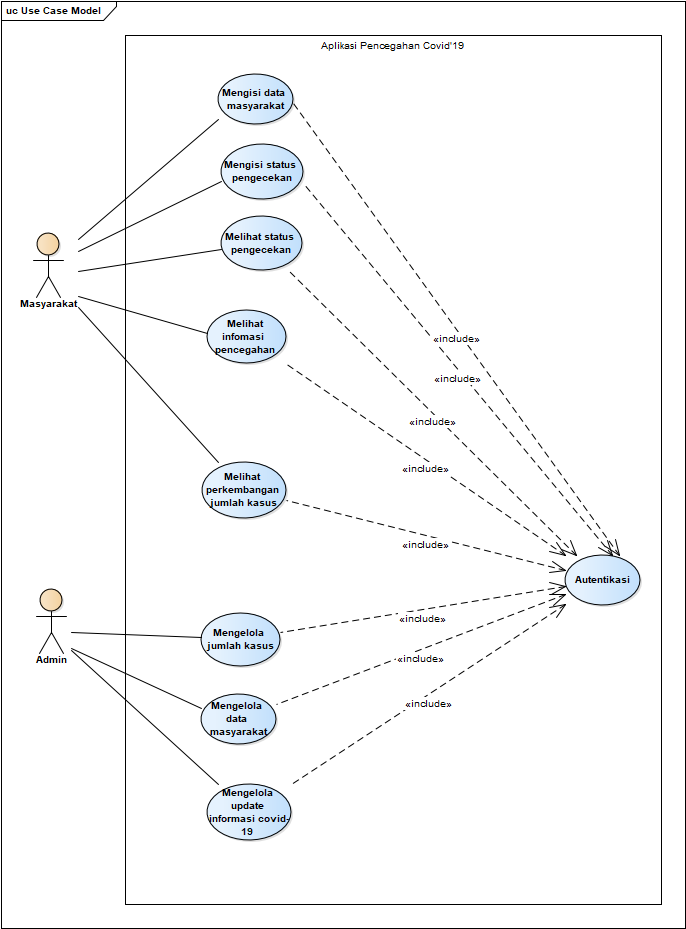 uc Use Case Model
Aplikasi Pencegahan Covid'19
Mengisi data
masyarakat
Mengisi status
pengecekan
Melihat status
pengecekan
Masyarakat
Melihat
infomasi
pencegahan
«include»
«include»
«include»
«include»
Melihat
perkembangan
jumlah kasus
«include»
Autentikasi
Admin
Mengelola
jumlah kasus
«include»
«include»
Mengelola
data
masyarakat
«include»
Mengelola
update
informasi covid-
19